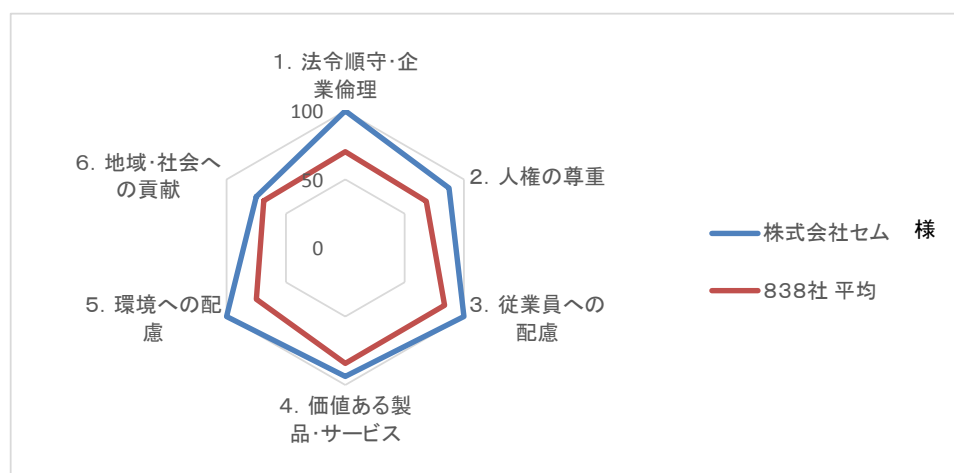 1. 法令順守・企
業倫理
100
50
0
2. 人権の尊重
3. 従業員への
配慮
4. 価値ある製
品・サービス
5. 環境への配
慮
6. 地域・社会へ
の貢献
株式会社セム 様
838社 平均